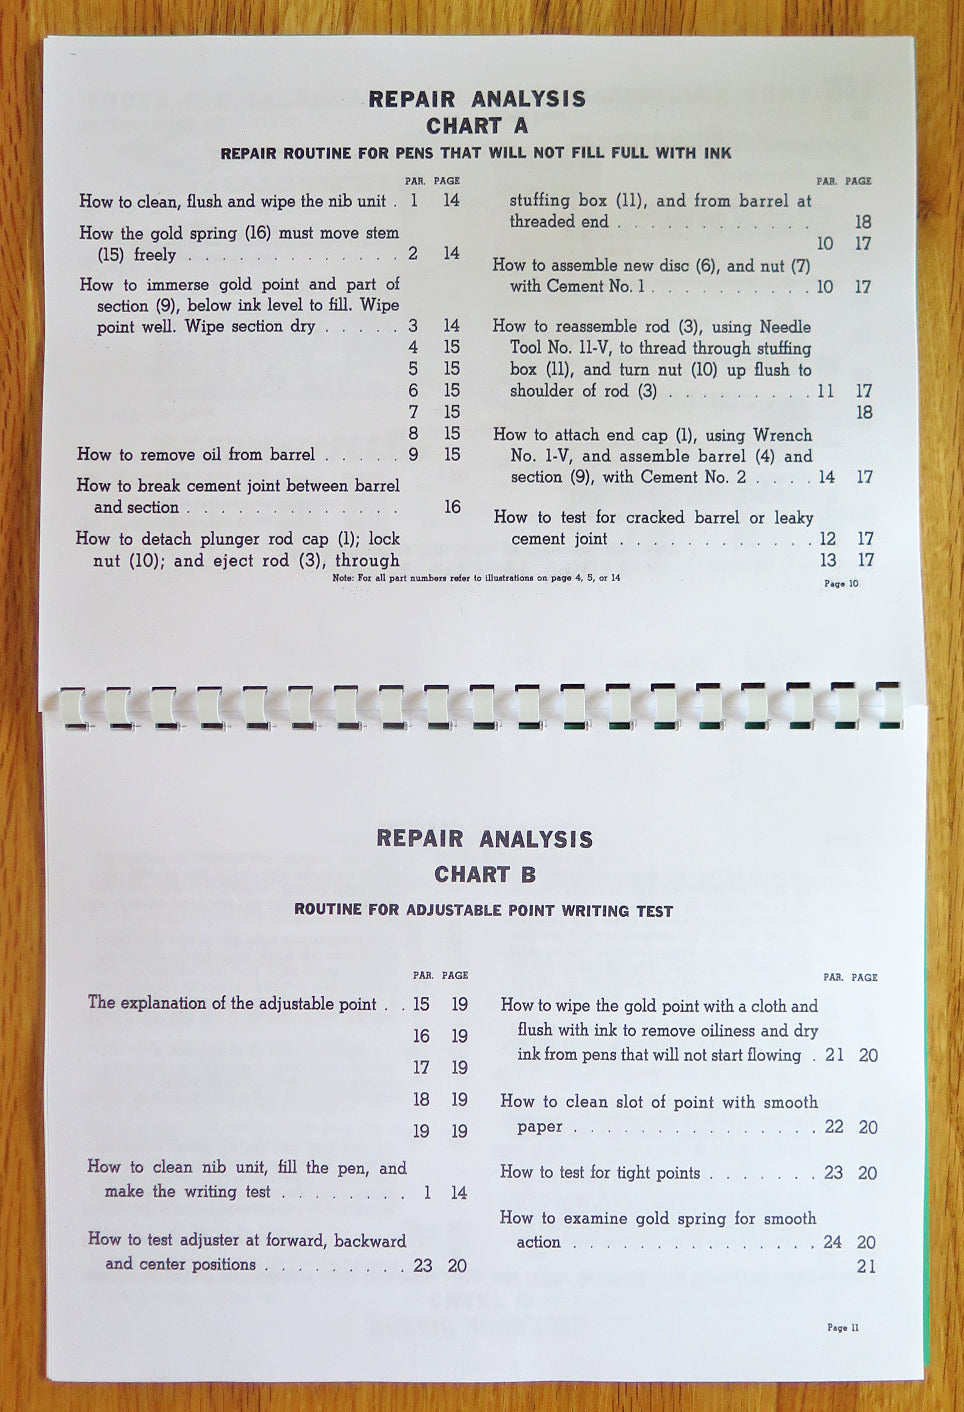 REPAIR ANALYSIS
CHART A
REPAIR ROUTINE FOR PENS THAT WILL NOT FILL FULL WITH INK
PAR. PAGE
How to clean, flush and wipe the nib unit . 1 14
How the gold spring (16) must move stem
(15) freely . . . . . . . . . . . . . 2 14
How to immerse gold point and part of
section (9), below ink level to fill. Wipe
point well. Wipe section dry . . . . . 3 14
4 15
5 15
6 15
7 15
8 15
How to remove oil from barrel . . . . . 9 15
How to break cement joint between barrel
and section . . . . . . . . . . . . . 16
How to detach plunger rod cap (1); lock
nut (10); and eject rod (3), through
PAR. PAGE
stuffing box (11), and from barrel at
threaded end . . . . . . . . . . . . 18
10 17
How to assemble new disc (6), and nut (7)
with Cement No. 1 . . . . . . . . . . 10 17
How to reassemble rod (3), using Needle
Tool No. 11-V, to thread through stuffing
box (11), and turn nut (10) up flush to
shoulder of rod (3) . . . . . . . . . 11 17
18
How to attach end cap (1), using Wrench
No. 1-V, and assemble barrel (4) and
section (9), with Cement No. 2 . . . . 14 17
How to test for cracked barrel or leaky
cement joint . . . . . . . . . . . . 12 17
13 17
Note: For all part numbers refer to illustrations on page 4, 5, or 14
Page 10
REPAIR ANALYSIS
CHART B
ROUTINE FOR ADJUSTABLE POINT WRITING TEST
PAR. PAGE
The explanation of the adjustable point . . 15 19
16 19
17 19
18 19
19 19
How to clean nib unit, fill the pen, and
make the writing test . . . . . . . . 1 14
How to test adjuster at forward, backward
and center positions . . . . . . . . . 23 20
PAR. PAGE
How to wipe the gold point with a cloth and
flush with ink to remove oiliness and dry
ink from pens that will not start flowing . 21 20
How to clean slot of point with smooth
paper . . . . . . . . . . . . . . . 22 20
How to test for tight points . . . . . . . 23 20
How to examine gold spring for smooth
action . . . . . . . . . . . . . . . 24 20
21
Page 11